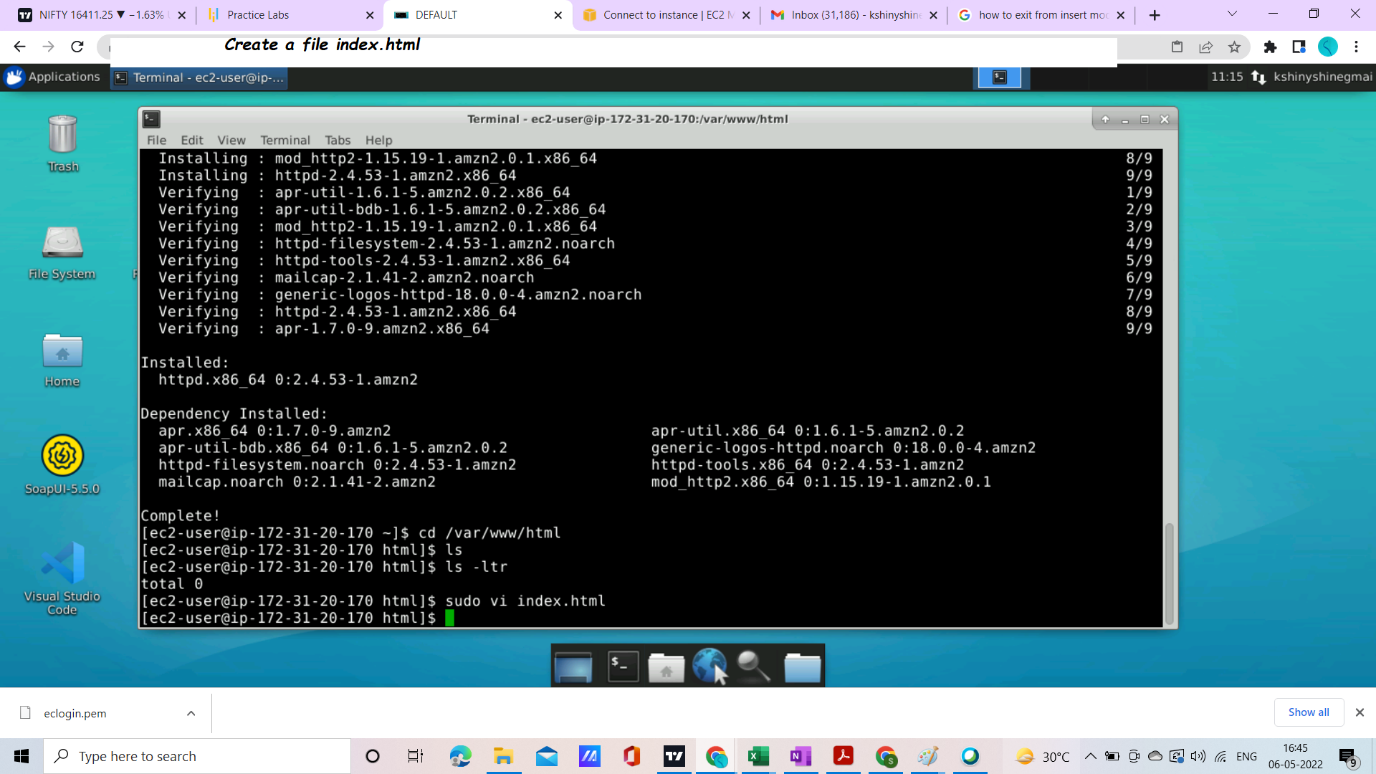 NIFTY 16411.25 ▼ −1.63%
Practice Labs
DEFAULT
Connect to instance | EC2 M
Inbox (31,186) - kshinyshine
how to exit from insert mo
Create a file index.html
Applications
Terminal - ec2-user@ip-...
11:15
kshinyshinegmai
Terminal - ec2-user@ip-172-31-20-170:/var/www/html
File Edit View Terminal Tabs Help
Installing : mod_http2-1.15.19-1.amzn2.0.1.x86_64 8/9
Installing : httpd-2.4.53-1.amzn2.x86_64 9/9
Verifying : apr-util-1.6.1-5.amzn2.0.2.x86_64 1/9
Verifying : apr-util-bdb-1.6.1-5.amzn2.0.2.x86_64 2/9
Verifying : mod_http2-1.15.19-1.amzn2.0.1.x86_64 3/9
Verifying : httpd-filesystem-2.4.53-1.amzn2.noarch 4/9
Verifying : httpd-tools-2.4.53-1.amzn2.x86_64 5/9
Verifying : mailcap-2.1.41-2.amzn2.noarch 6/9
Verifying : generic-logos-httpd-18.0.0-4.amzn2.noarch 7/9
Verifying : httpd-2.4.53-1.amzn2.x86_64 8/9
Verifying : apr-1.7.0-9.amzn2.x86_64 9/9
Installed:
httpd.x86_64 0:2.4.53-1.amzn2
Dependency Installed:
apr.x86_64 0:1.7.0-9.amzn2 apr-util.x86_64 0:1.6.1-5.amzn2.0.2
apr-util-bdb.x86_64 0:1.6.1-5.amzn2.0.2 generic-logos-httpd.noarch 0:18.0.0-4.amzn2
httpd-filesystem.noarch 0:2.4.53-1.amzn2 httpd-tools.x86_64 0:2.4.53-1.amzn2
mailcap.noarch 0:2.1.41-2.amzn2 mod_http2.x86_64 0:1.15.19-1.amzn2.0.1
Complete!
[ec2-user@ip-172-31-20-170 ~]$ cd /var/www/html
[ec2-user@ip-172-31-20-170 html]$ ls
[ec2-user@ip-172-31-20-170 html]$ ls -ltr
total 0
[ec2-user@ip-172-31-20-170 html]$ sudo vi index.html
[ec2-user@ip-172-31-20-170 html]$
Trash
File System
Home
SoapUI-5.5.0
Visual Studio
Code
eclogin.pem
Show all
Type here to search
30°C
ENG
16:45
06-05-2022
9